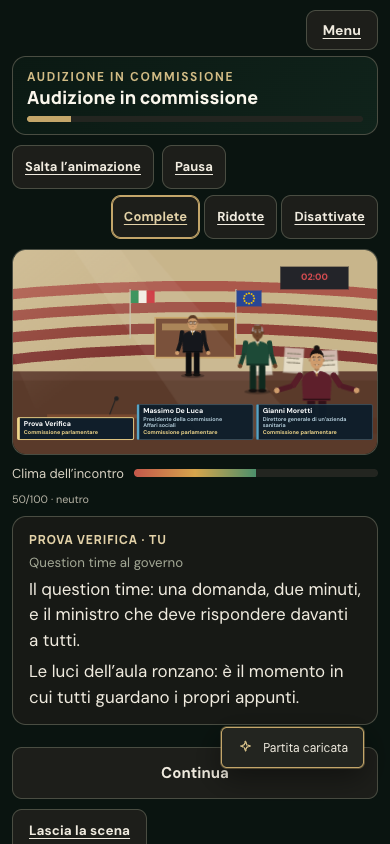 Menu
AUDIZIONE IN COMMISSIONE
Audizione in commissione
Salta l’animazione
Pausa
Complete
Ridotte
Disattivate
02:00
Prova Verifica
Commissione parlamentare
Massimo De Luca
Presidente della commissione
Affari sociali
Commissione parlamentare
Gianni Moretti
Direttore generale di un’azienda
sanitaria
Commissione parlamentare
Clima dell’incontro
50/100 · neutro
PROVA VERIFICA · TU
Question time al governo
Il question time: una domanda, due minuti,
e il ministro che deve rispondere davanti
a tutti.
Le luci dell’aula ronzano: è il momento in
cui tutti guardano i propri appunti.
Partita caricata
Continua
Lascia la scena